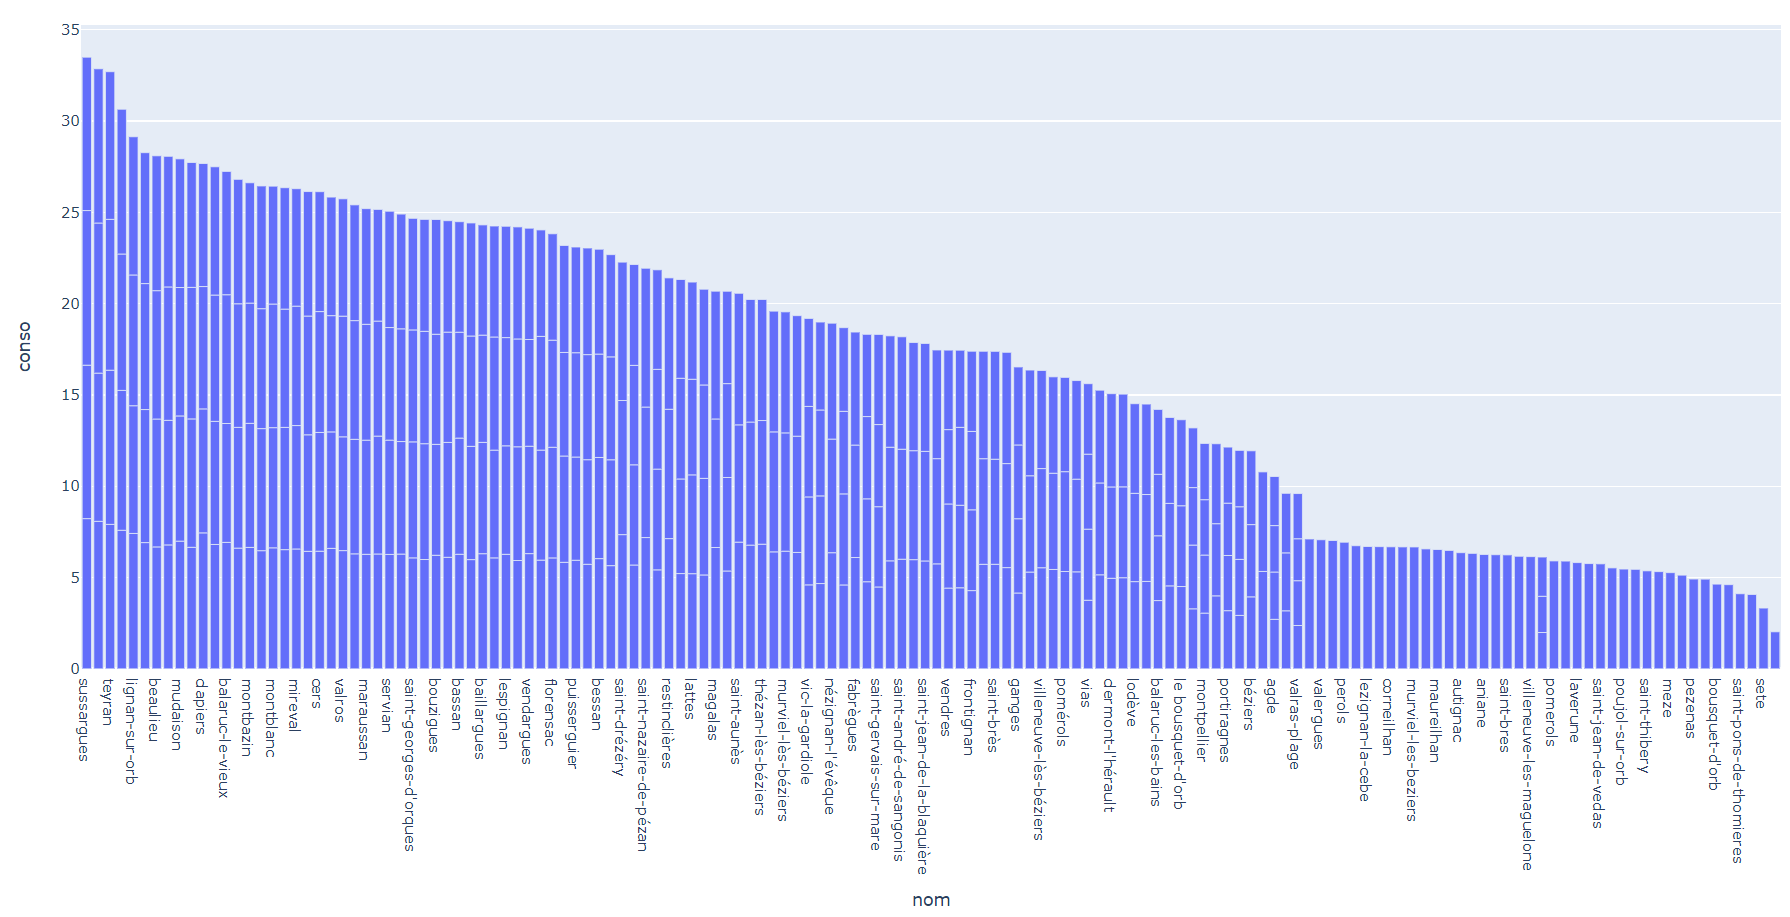 35
30
25
20
15
10
5
0
conso
sussargues
teyran
lignan-sur-orb
beaulieu
mudaison
clapiers
balaruc-le-vieux
montbazin
montblanc
mireval
cers
valros
maraussan
servian
saint-georges-d'orques
bouzigues
bassan
baillargues
lespignan
vendargues
florensac
puisserguier
bessan
saint-drézéry
saint-nazaire-de-pézan
restinclières
lattes
magalas
saint-aunès
thézan-lès-béziers
murviel-lès-béziers
vic-la-gardiole
nézignan-l'évêque
fabrègues
saint-gervais-sur-mare
saint-andré-de-sangonis
saint-jean-de-la-blaquière
vendres
frontignan
saint-brès
ganges
villeneuve-lès-béziers
pomérols
vias
clermont-l'hérault
lodève
balaruc-les-bains
le bousquet-d'orb
montpellier
portiragnes
béziers
agde
valras-plage
valergues
perols
lezignan-la-cebe
corneilhan
murviel-les-beziers
maureilhan
autignac
aniane
saint-bres
villeneuve-les-maguelone
pomerols
laverune
saint-jean-de-vedas
poujol-sur-orb
saint-thibery
meze
pezenas
bousquet-d'orb
saint-pons-de-thomieres
sete
nom